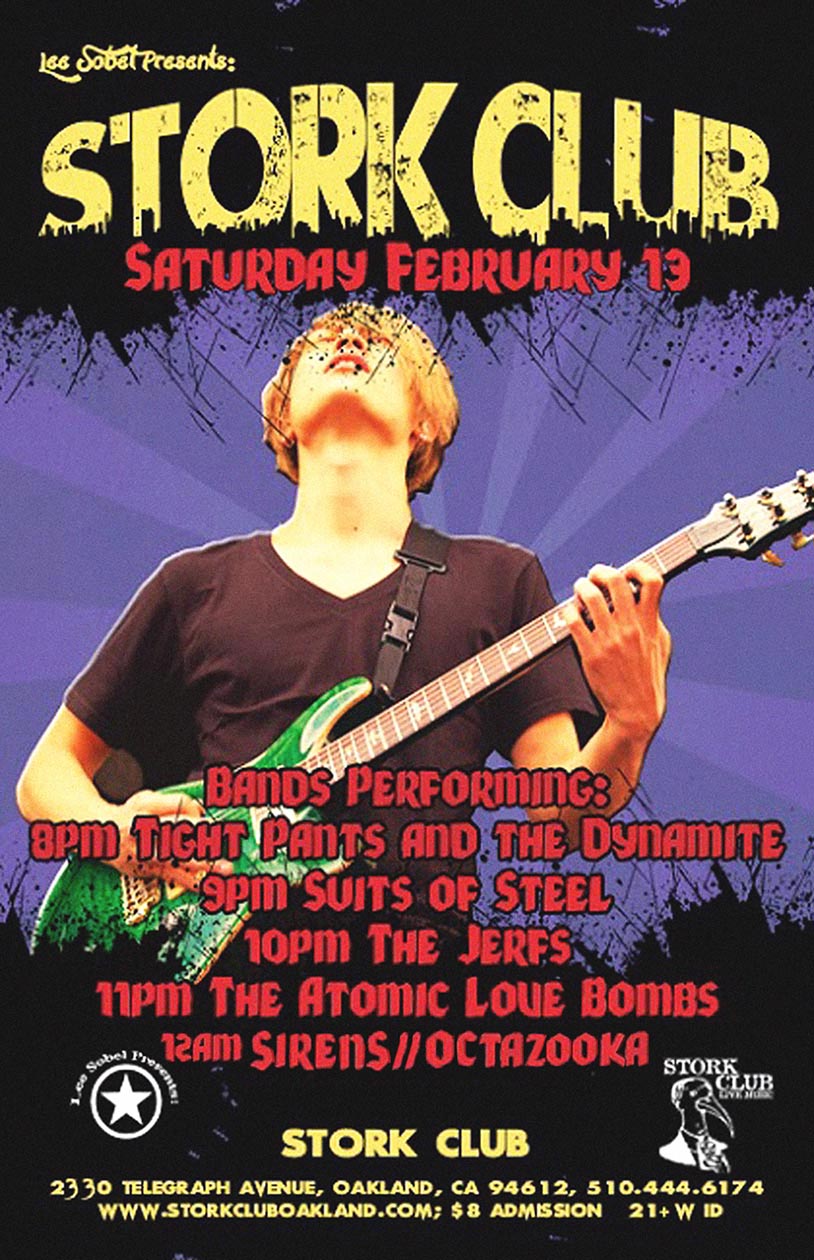 Lee Sobel Presents:
STORK CLUB
Saturday February 13
Bands Performing:
8pm Tight Pants and the Dynamite
9pm Suits of Steel
10pm The Jerfs
11pm The Atomic Love Bombs
12am Sirens//Octazooka
Lee Sobel Presents!
STORK
CLUB
LIVE MUSIC
STORK CLUB
2330 TELEGRAPH AVENUE, OAKLAND, CA 94612, 510.444.6174
WWW.STORKCLUBOAKLAND.COM; $8 ADMISSION 21+ W ID